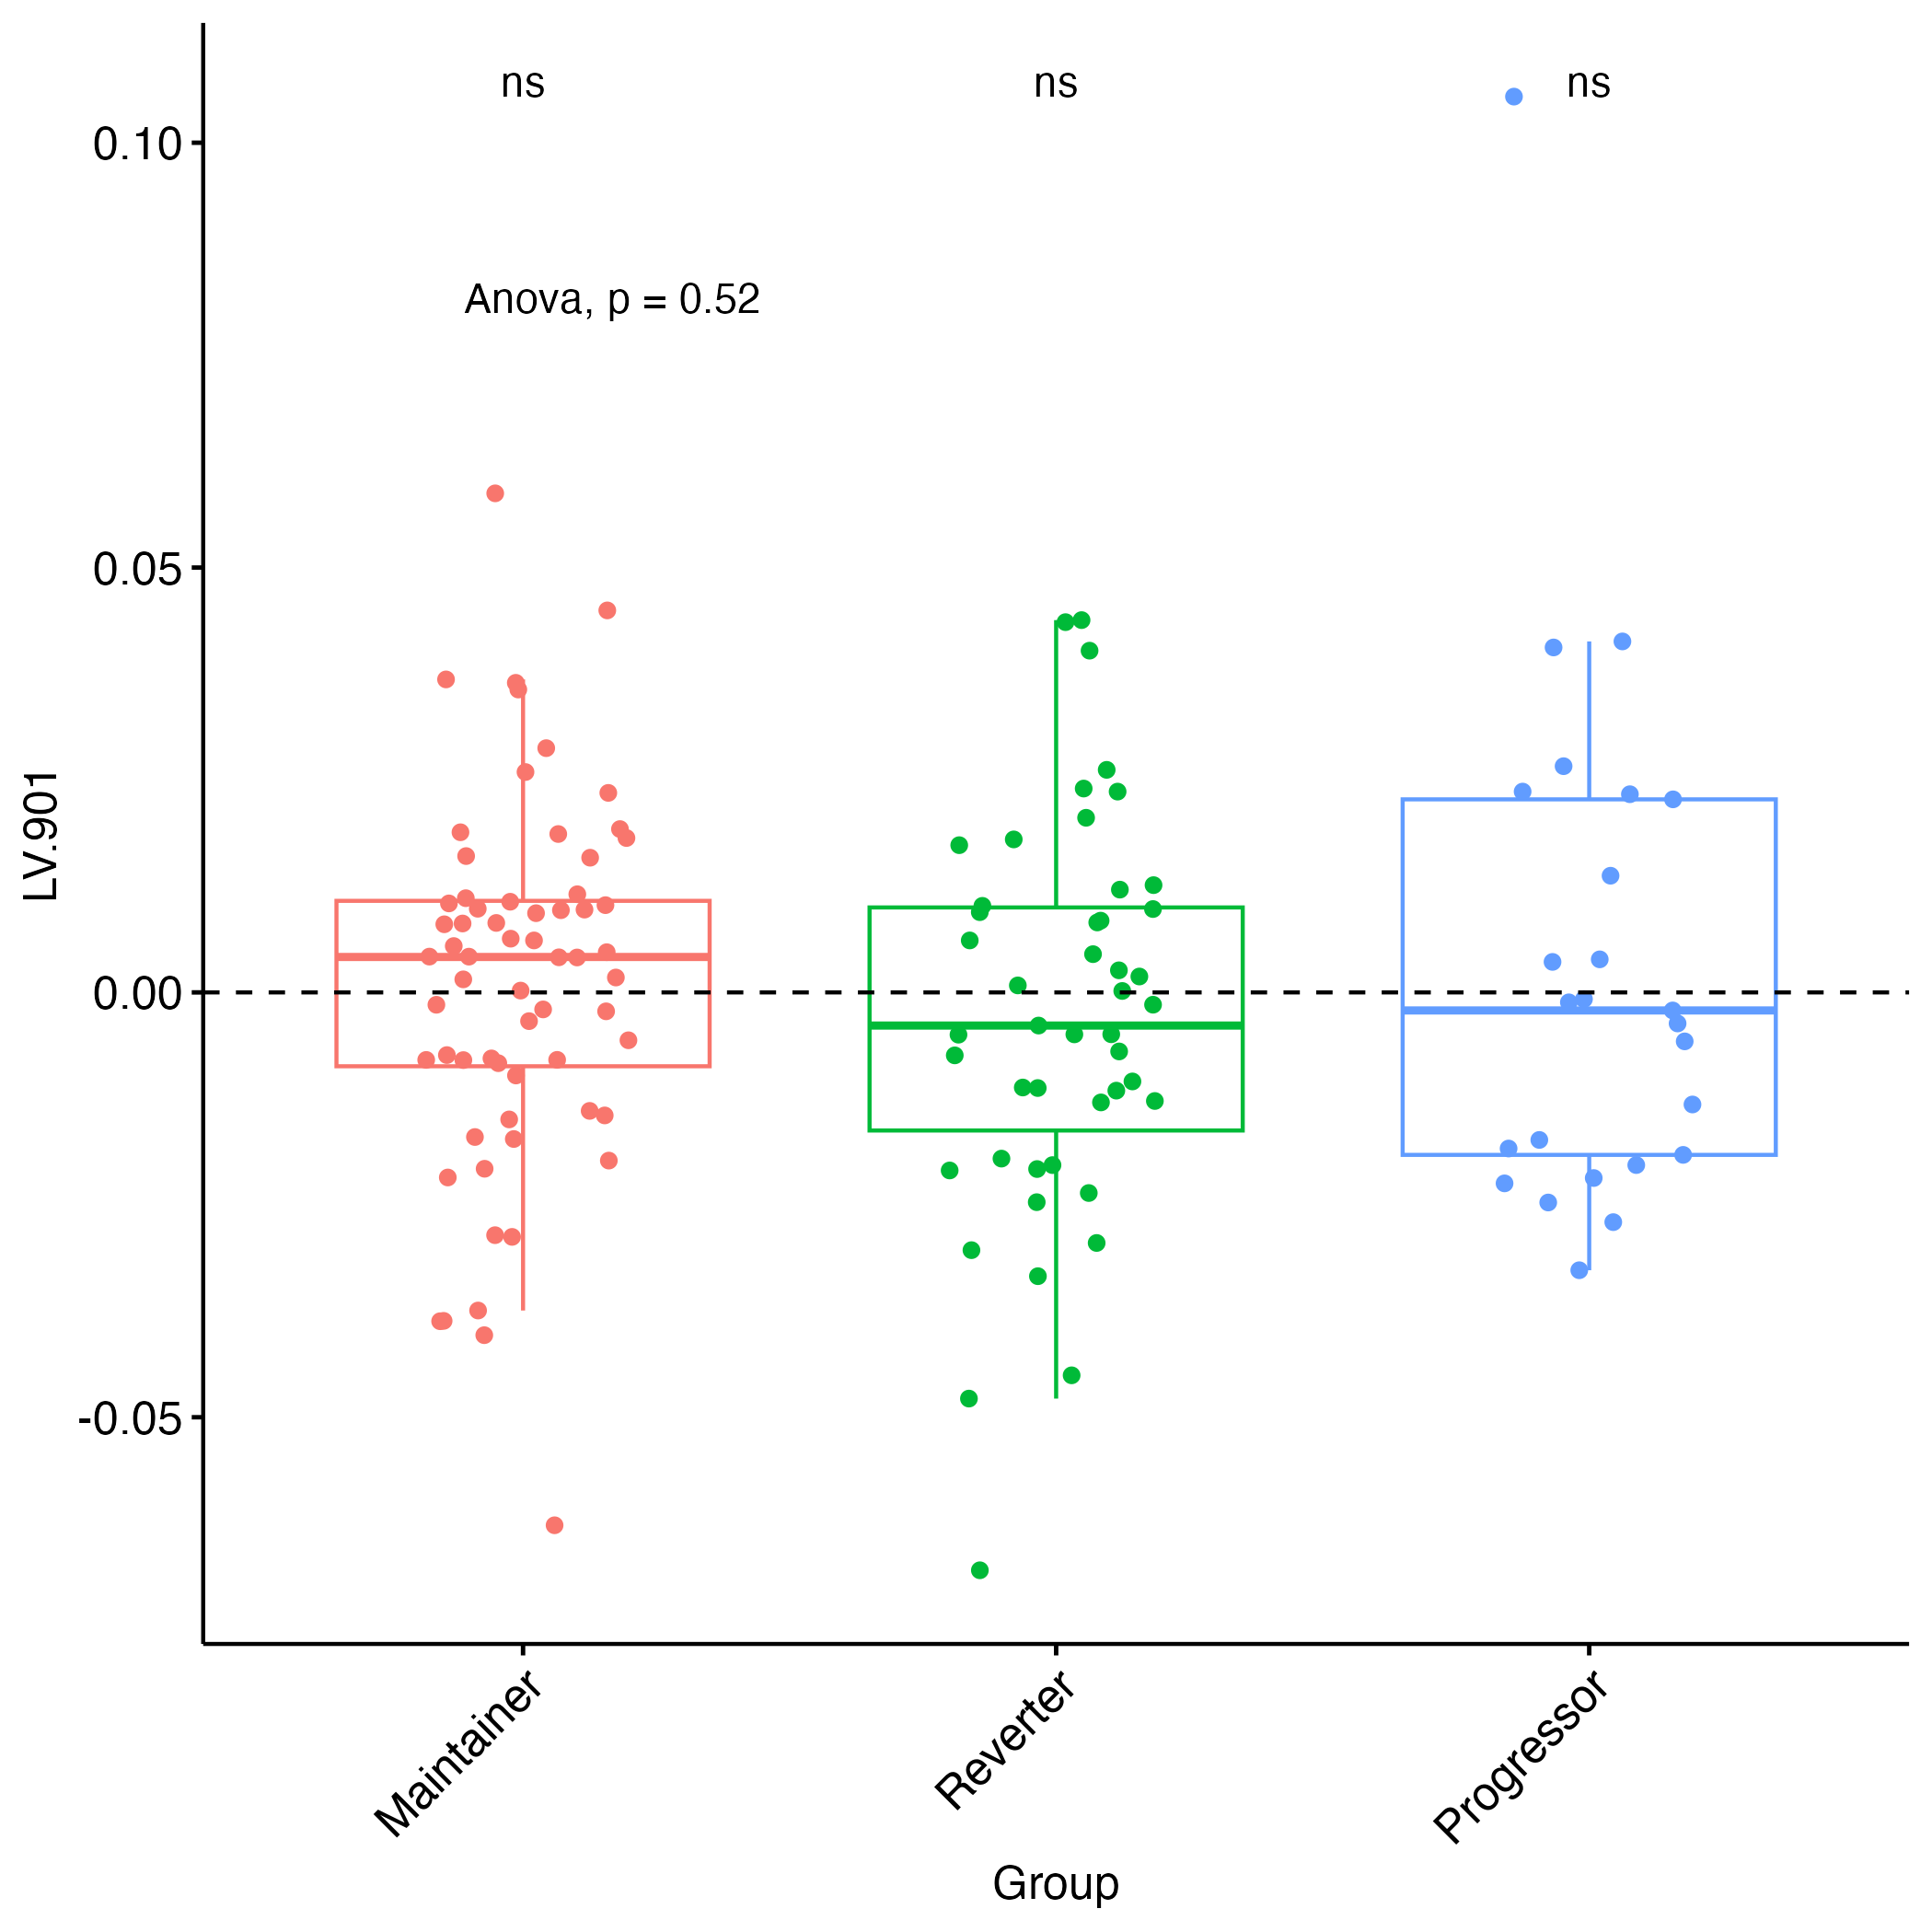 ns ns ns
0.10
Anova, p = 0.52
0.05
LV.901
0.00
-0.05
Maintainer Reverter Progressor
Group